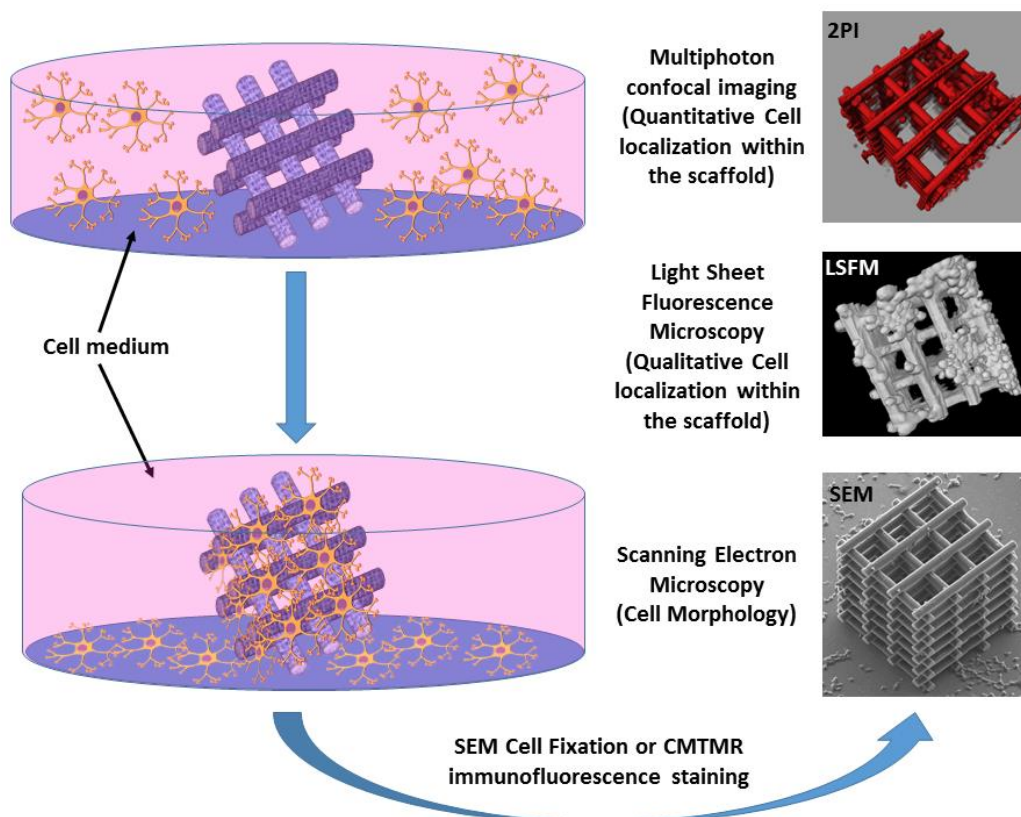 Multiphoton
confocal imaging
(Quantitative Cell
localization within
the scaffold)
2PI
Light Sheet
Fluorescence
Microscopy
(Qualitative Cell
localization within
the scaffold)
LSFM
Cell medium
Scanning Electron
Microscopy
(Cell Morphology)
SEM
SEM Cell Fixation or CMTMR
immunofluorescence staining